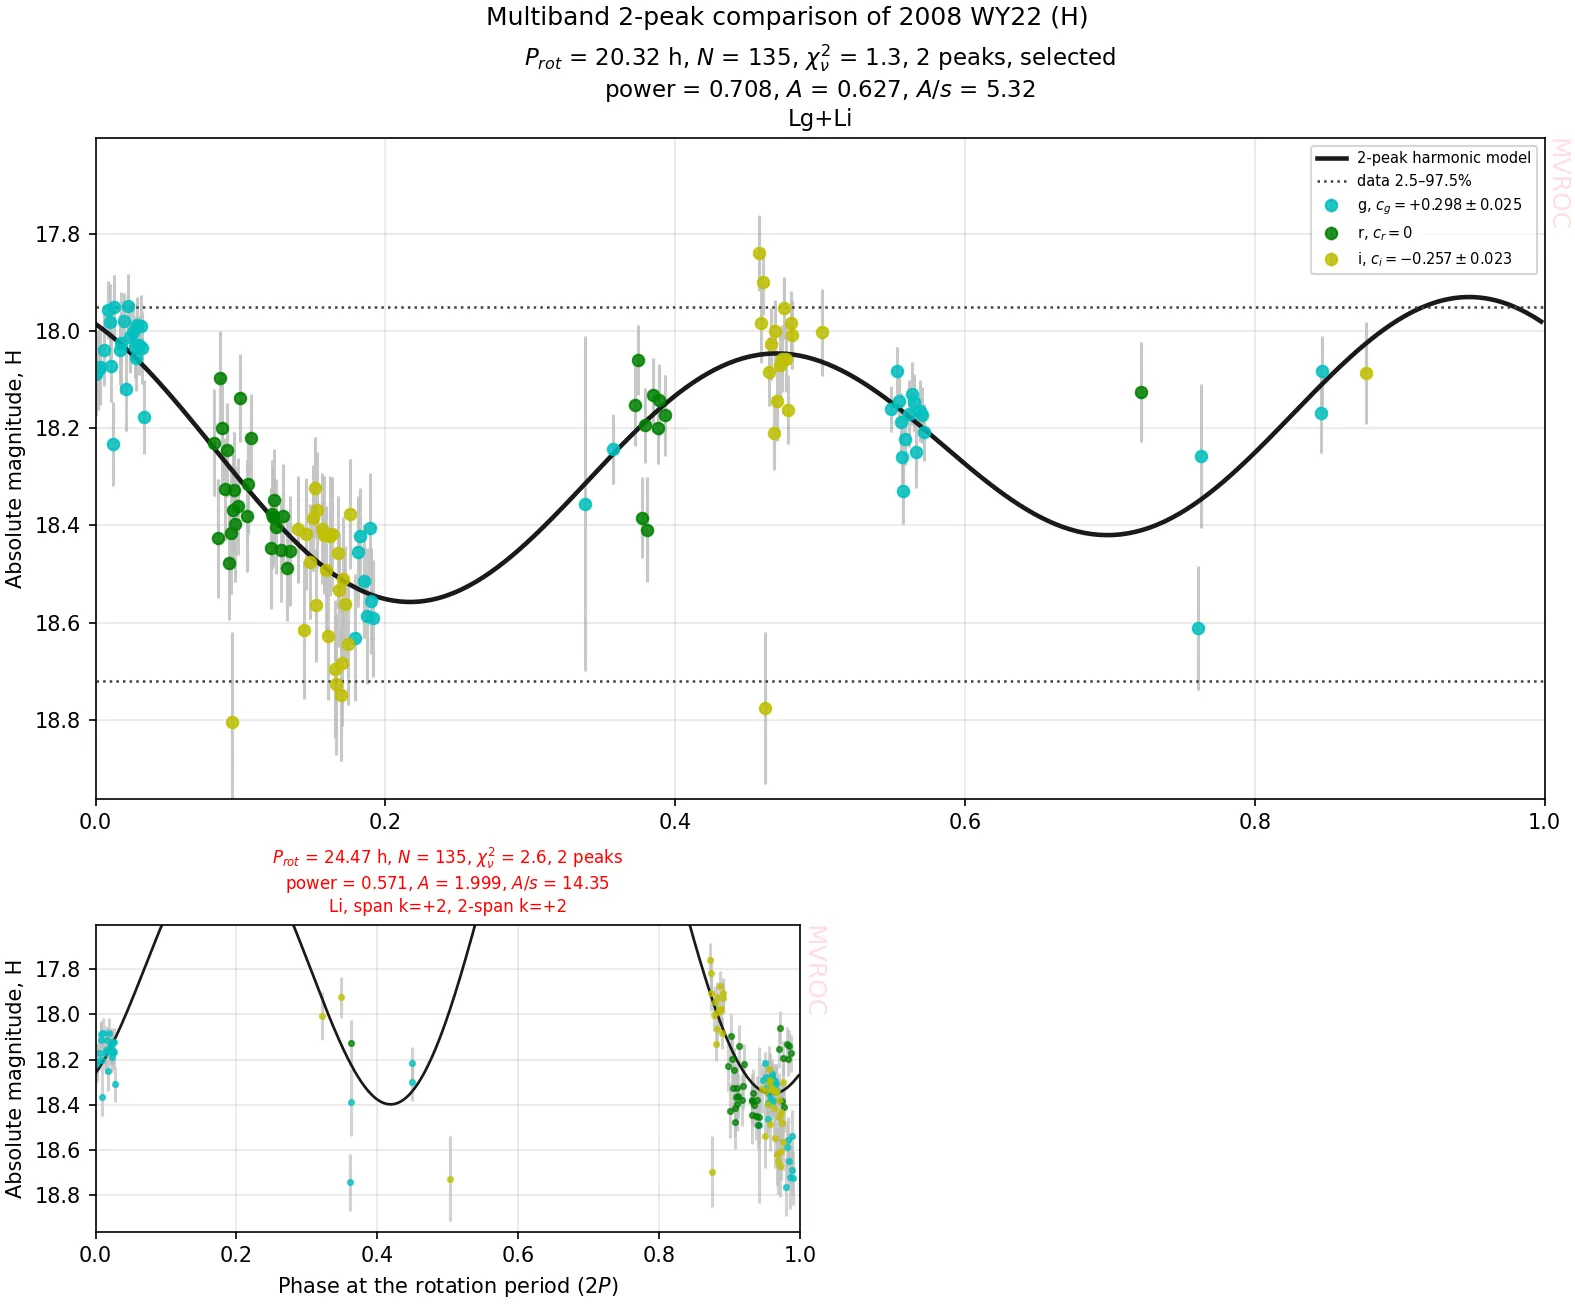 Multiband 2-peak comparison of 2008 WY22 (H)
P_rot = 20.32 h, N = 135, χ²_ν = 1.3, 2 peaks, selected
power = 0.708, A = 0.627, A/s = 5.32
Lg+Li
2-peak harmonic model
data 2.5–97.5%
g, c_g = +0.298 ± 0.025
r, c_r = 0
i, c_i = −0.257 ± 0.023
MVROC
Absolute magnitude, H
17.8
18.0
18.2
18.4
18.6
18.8
0.0 0.2 0.4 0.6 0.8 1.0
P_rot = 24.47 h, N = 135, χ²_ν = 2.6, 2 peaks
power = 0.571, A = 1.999, A/s = 14.35
Li, span k=+2, 2-span k=+2
MVROC
Absolute magnitude, H
17.8
18.0
18.2
18.4
18.6
18.8
0.0 0.2 0.4 0.6 0.8 1.0
Phase at the rotation period (2P)